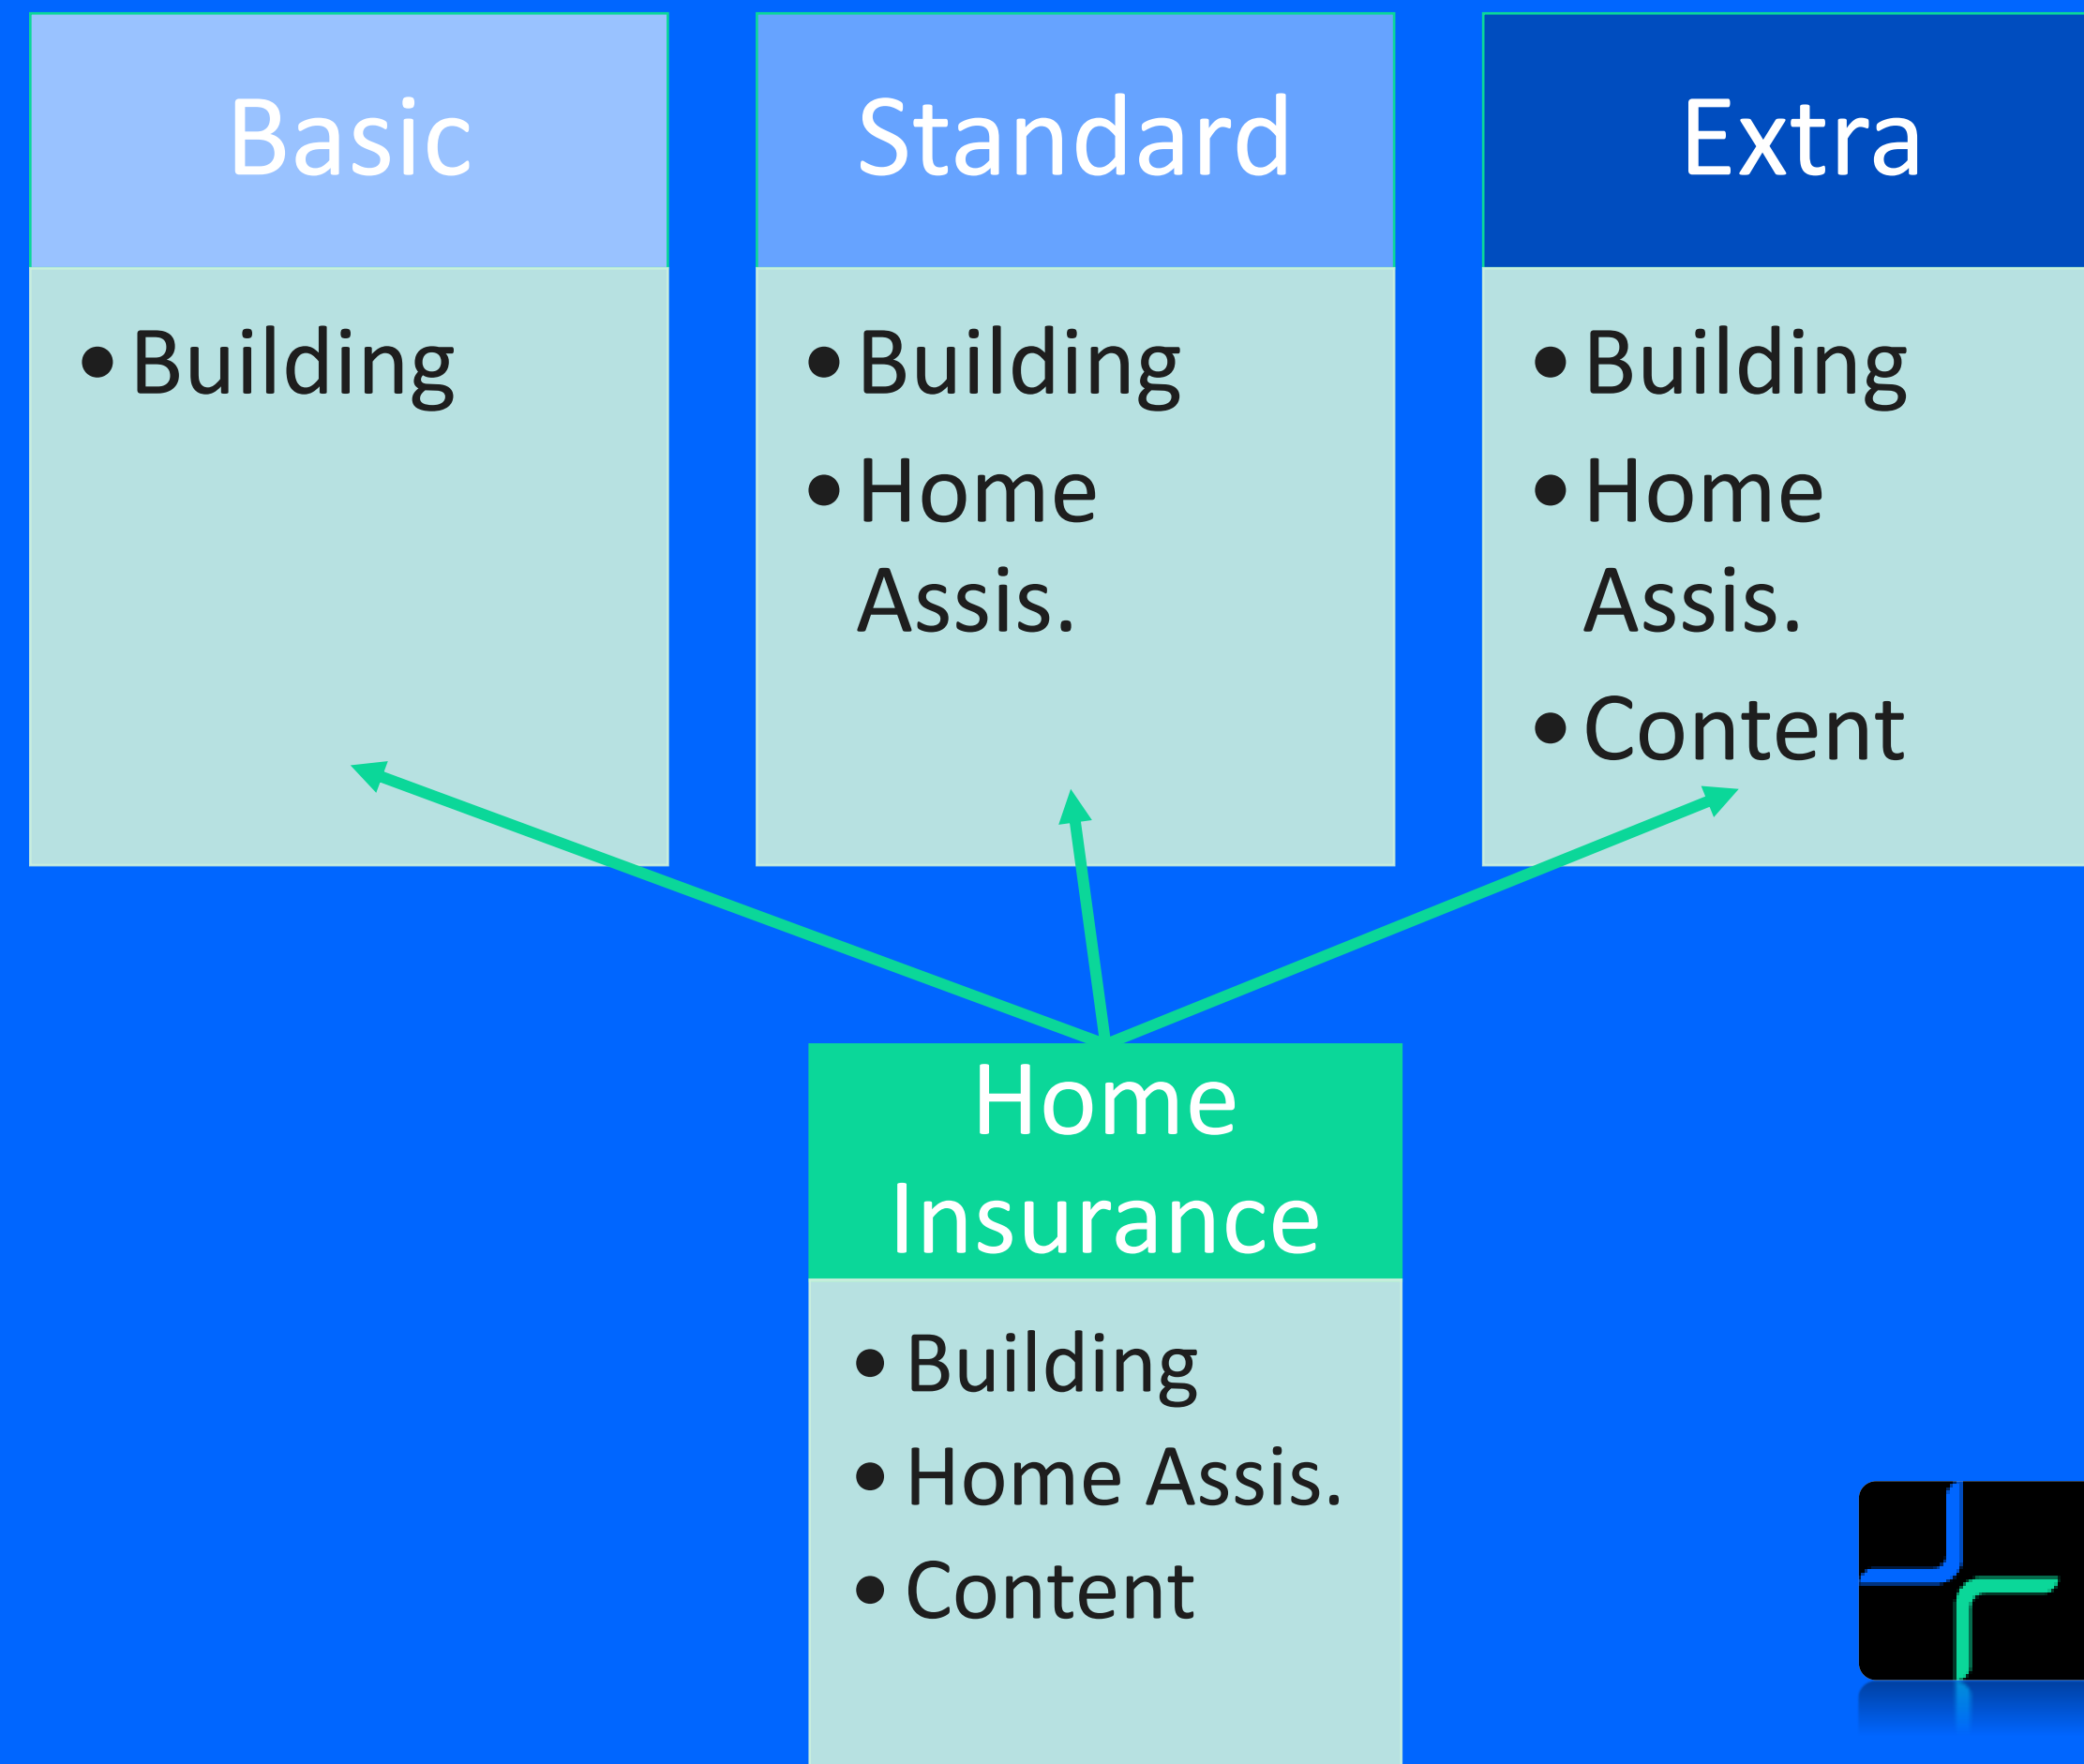 Basic
• Building
Standard
• Building
• Home
Assis.
Extra
• Building
• Home
Assis.
• Content
Home
Insurance
• Building
• Home Assis.
• Content